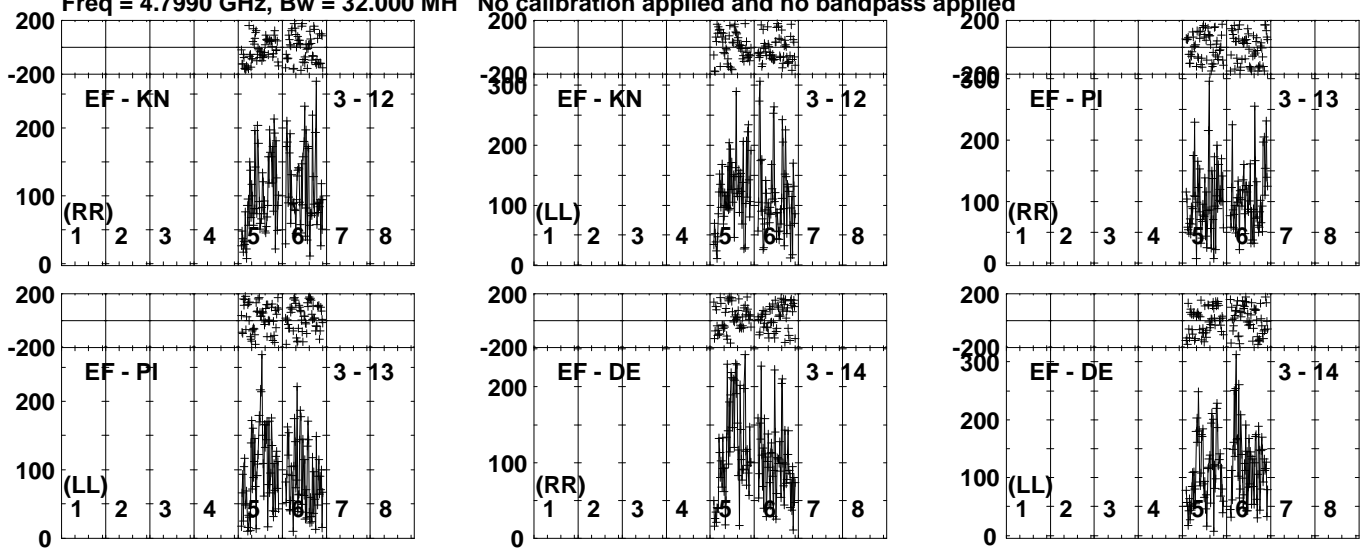 Freq = 4.7990 GHz, Bw = 32.000 MH No calibration applied and no bandpass applied
200
-200
EF - KN 3 - 12
200
100
(RR)
1 2 3 4 5 6 7 8
0
-200
300
EF - KN 3 - 12
200
100
(LL)
1 2 3 4 5 6 7 8
0
200
-200
300
EF - PI 3 - 13
200
100
(RR)
1 2 3 4 5 6 7 8
0
200
-200
EF - PI 3 - 13
200
100
(LL)
1 2 3 4 5 6 7 8
0
200
-200
EF - DE 3 - 14
200
100
(RR)
1 2 3 4 5 6 7 8
0
200
-200
300
EF - DE 3 - 14
200
100
(LL)
1 2 3 4 5 6 7 8
0